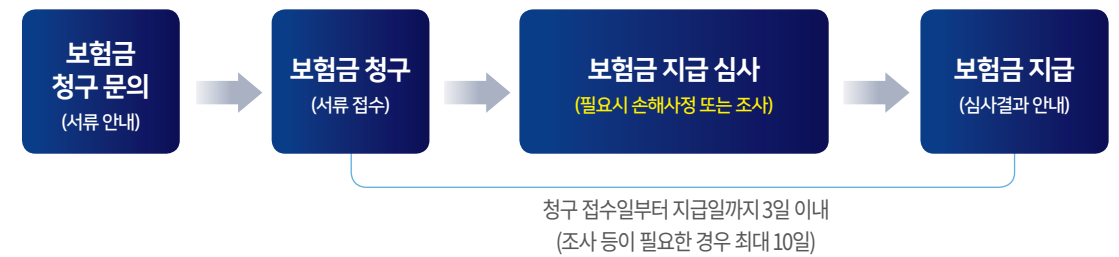 보험금
청구 문의
(서류 안내)
보험금 청구
(서류 접수)
보험금 지급 심사
(필요시 손해사정 또는 조사)
보험금 지급
(심사결과 안내)
청구 접수일부터 지급일까지 3일 이내
(조사 등이 필요한 경우 최대 10일)